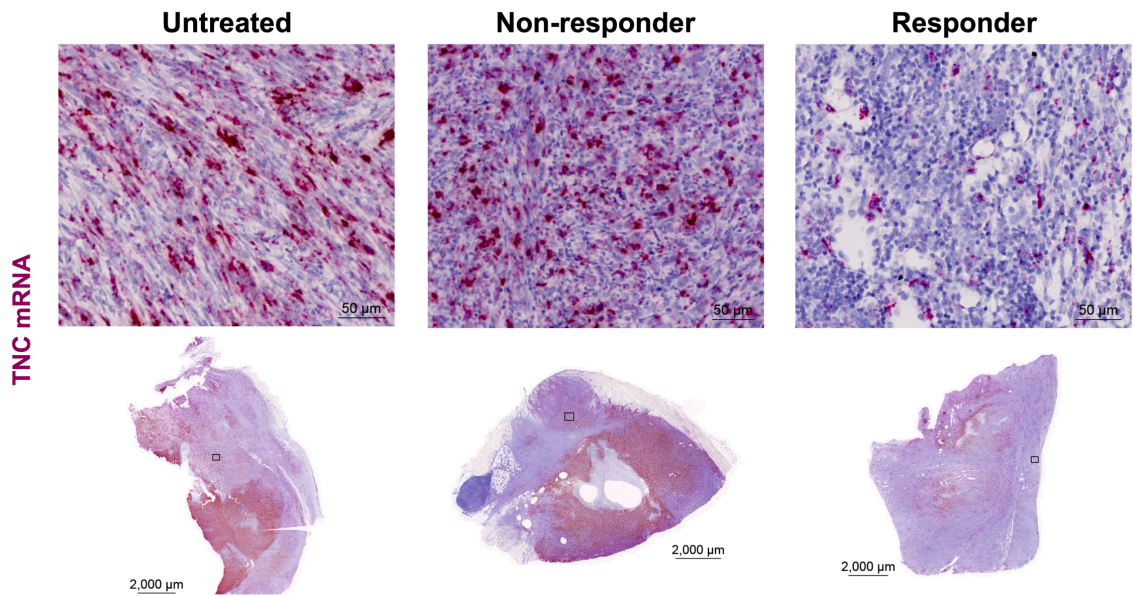 Untreated
Non-responder
Responder
TNC mRNA
50 µm
50 µm
50 µm
2,000 µm
2,000 µm
2,000 µm